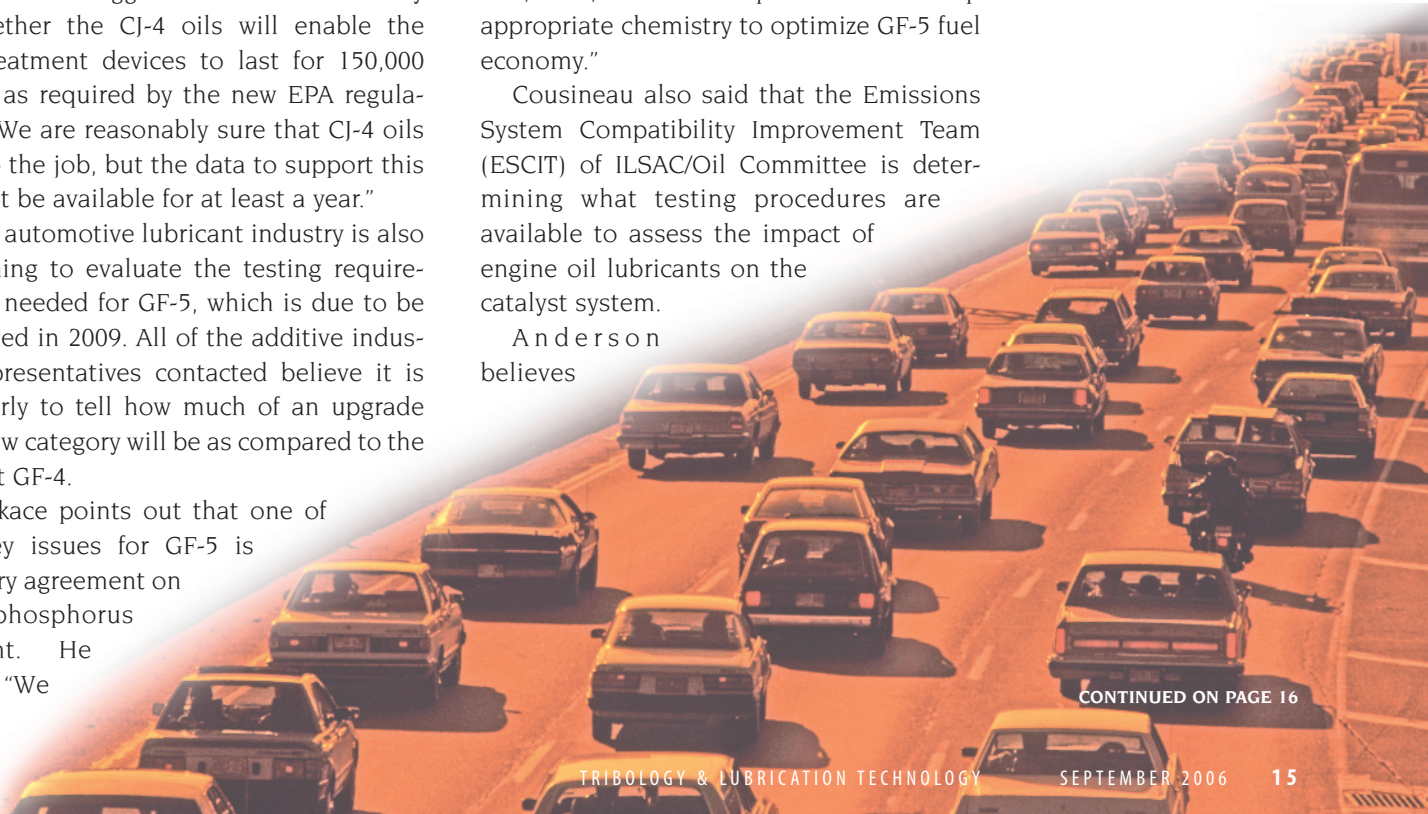 ether the CJ-4 oils will enable the
eatment devices to last for 150,000
as required by the new EPA regula-
We are reasonably sure that CJ-4 oils
the job, but the data to support this
t be available for at least a year.”
automotive lubricant industry is also
ing to evaluate the testing require-
needed for GF-5, which is due to be
ed in 2009. All of the additive indus-
presentatives contacted believe it is
rly to tell how much of an upgrade
w category will be as compared to the
t GF-4.
kace points out that one of
ey issues for GF-5 is
ry agreement on
phosphorus
nt. He
“We
appropriate chemistry to optimize GF-5 fuel
economy.”
Cousineau also said that the Emissions
System Compatibility Improvement Team
(ESCIT) of ILSAC/Oil Committee is deter-
mining what testing procedures are
available to assess the impact of
engine oil lubricants on the
catalyst system.
Anderson
believes
CONTINUED ON PAGE 16
TRIBOLOGY & LUBRICATION TECHNOLOGY SEPTEMBER 2006 15